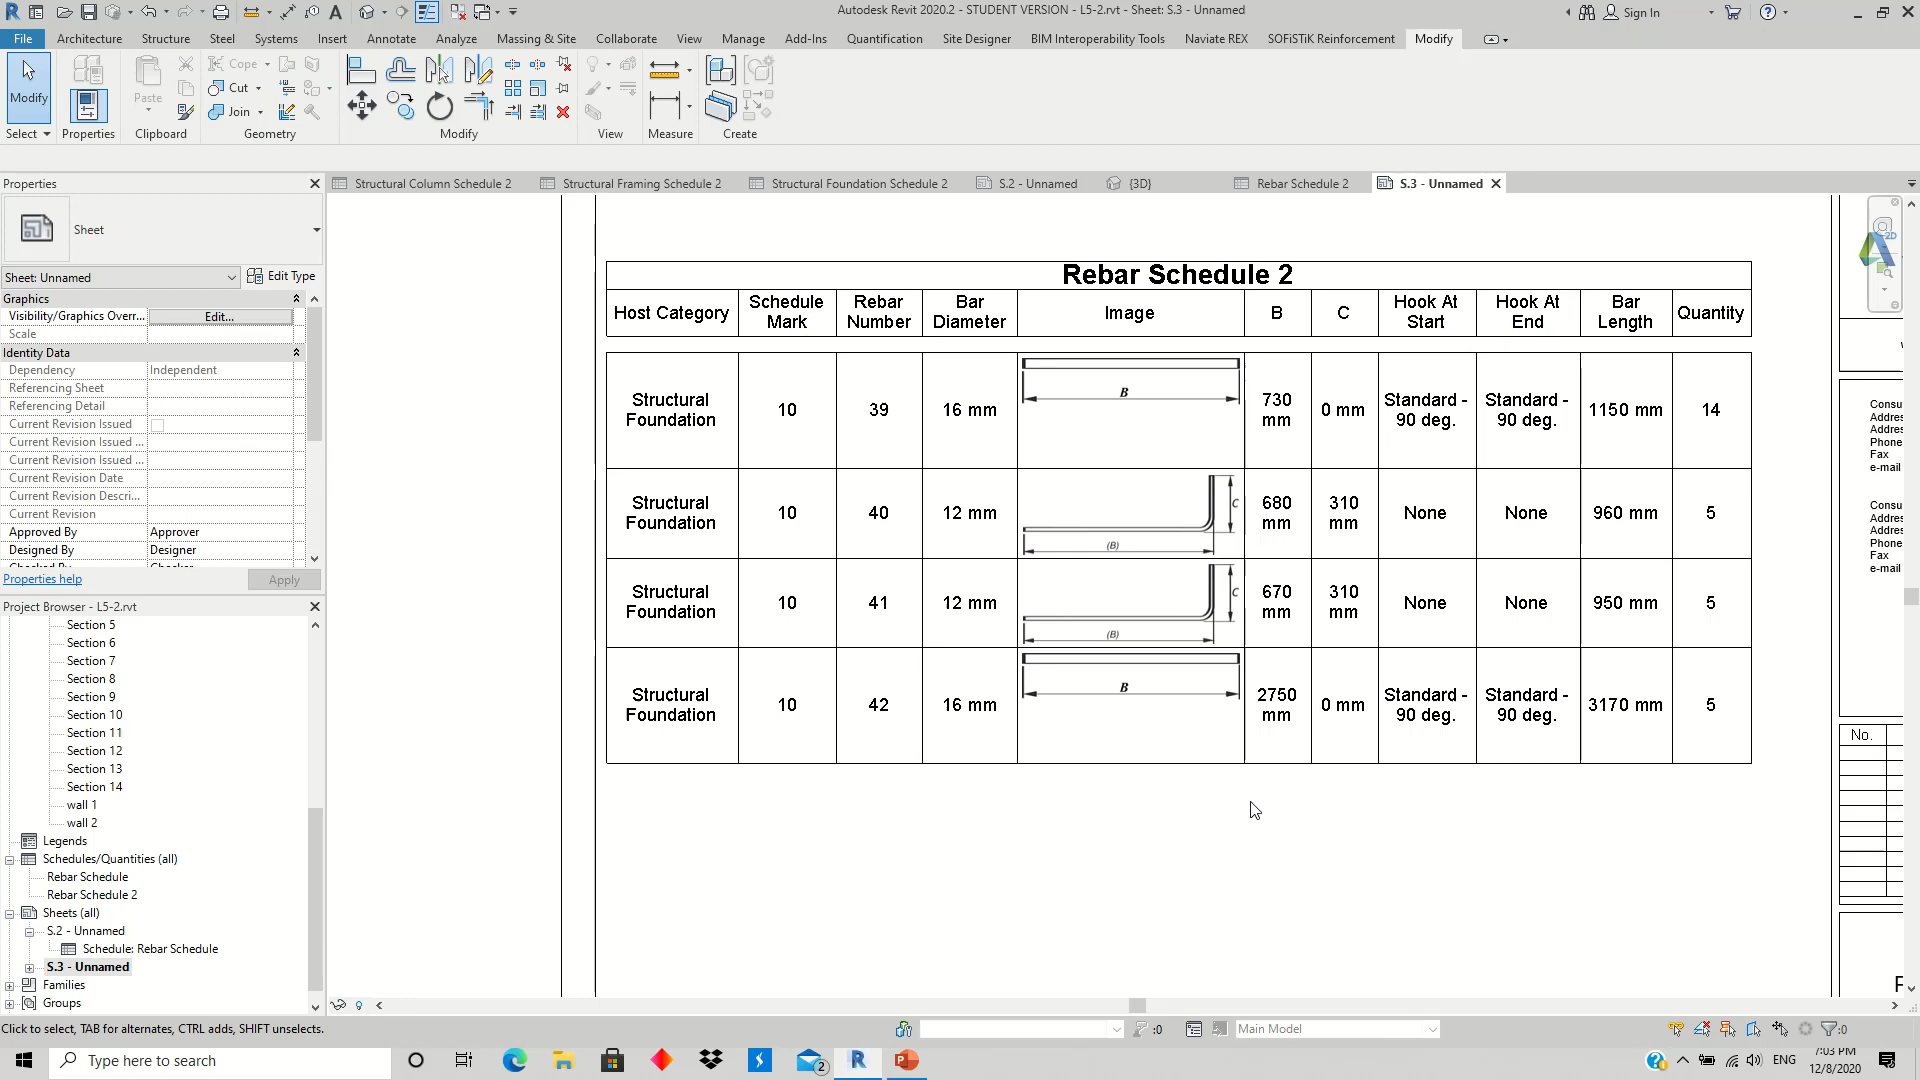 Autodesk Revit 2020.2 - STUDENT VERSION - L5-2.rvt - Sheet: S.3 - Unnamed
Sign In
File Architecture Structure Steel Systems Insert Annotate Analyze Massing & Site Collaborate View Manage Add-Ins Quantification Site Designer BIM Interoperability Tools Naviate REX SOFiSTiK Reinforcement Modify
Modify
Paste
Cope
Cut
Join
Select Properties Clipboard Geometry Modify View Measure Create
Properties
Structural Column Schedule 2 Structural Framing Schedule 2 Structural Foundation Schedule 2 S.2 - Unnamed {3D} Rebar Schedule 2 S.3 - Unnamed
Sheet
Sheet: Unnamed Edit Type
Graphics
Visibility/Graphics Overr... Edit...
Scale
Identity Data
Dependency Independent
Referencing Sheet
Referencing Detail
Current Revision Issued
Current Revision Issued ...
Current Revision Issued ...
Current Revision Date
Current Revision Descri...
Current Revision
Approved By Approver
Designed By Designer
Properties help Apply
Project Browser - L5-2.rvt
Section 5
Section 6
Section 7
Section 8
Section 9
Section 10
Section 11
Section 12
Section 13
Section 14
wall 1
wall 2
Legends
Schedules/Quantities (all)
Rebar Schedule
Rebar Schedule 2
Sheets (all)
S.2 - Unnamed
Schedule: Rebar Schedule
S.3 - Unnamed
Families
Groups
Rebar Schedule 2
Host Category Schedule Mark Rebar Number Bar Diameter Image B C Hook At Start Hook At End Bar Length Quantity
Structural Foundation 10 39 16 mm B 730 mm 0 mm Standard - 90 deg. Standard - 90 deg. 1150 mm 14
Structural Foundation 10 40 12 mm (B) C 680 mm 310 mm None None 960 mm 5
Structural Foundation 10 41 12 mm (B) C 670 mm 310 mm None None 950 mm 5
Structural Foundation 10 42 16 mm B 2750 mm 0 mm Standard - 90 deg. Standard - 90 deg. 3170 mm 5
2D
Consu
Addres
Addres
Phone
Fax
e-mail
Consu
Addres
Addres
Phone
Fax
e-mail
No.
Click to select, TAB for alternates, CTRL adds, SHIFT unselects.
:0
Main Model
:0
Type here to search
2
ENG
7:03 PM
12/8/2020